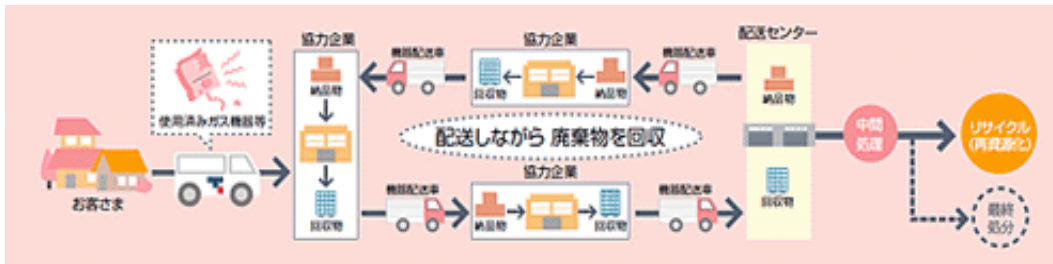 使用済みガス機器等
お客さま
協力企業
納品物
回収物
機器配送車
協力企業
回収物
納品物
機器配送車
配送しながら 廃棄物を回収
機器配送車
協力企業
納品物
回収物
機器配送車
配送センター
納品物
回収物
中間
処理
リサイクル
(再資源化)
最終
処分